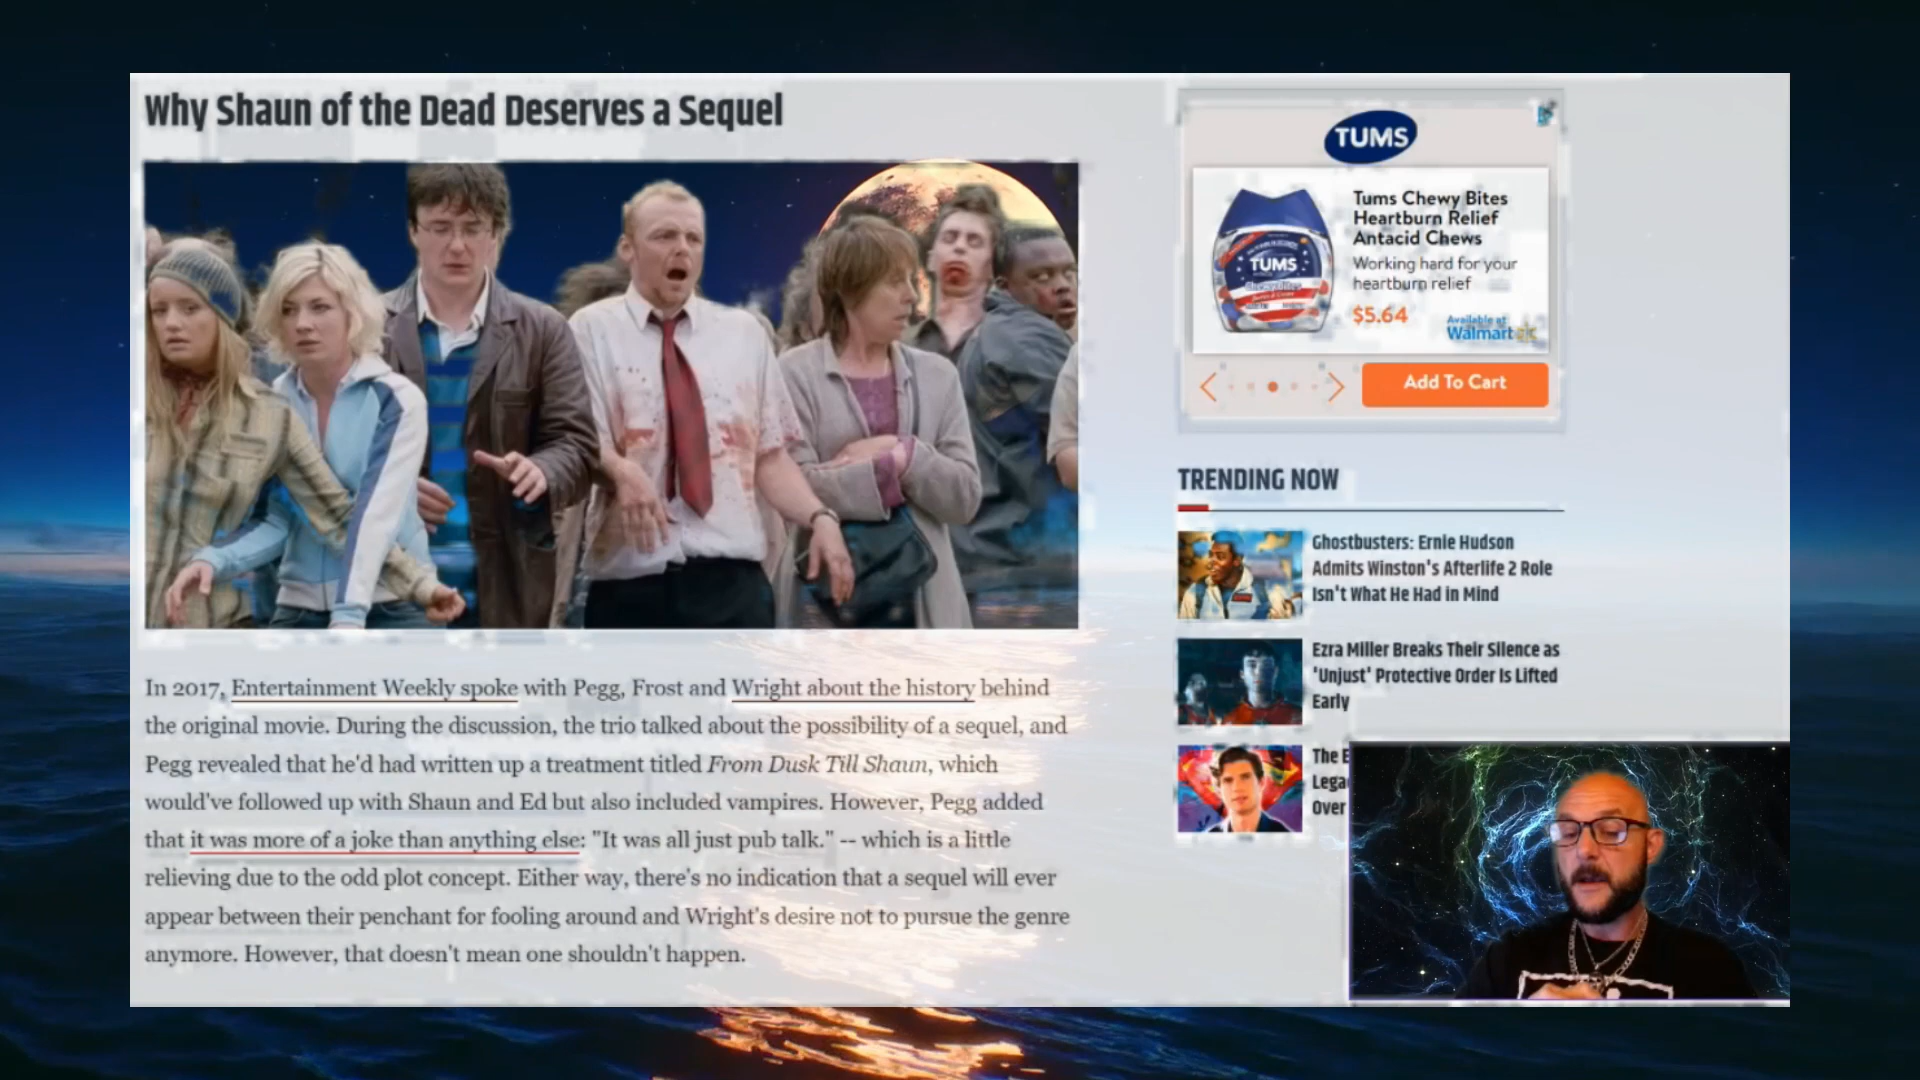 Why Shaun of the Dead Deserves a Sequel
In 2017, Entertainment Weekly spoke with Pegg, Frost and Wright about the history behind
the original movie. During the discussion, the trio talked about the possibility of a sequel, and
Pegg revealed that he'd had written up a treatment titled From Dusk Till Shaun, which
would've followed up with Shaun and Ed but also included vampires. However, Pegg added
that it was more of a joke than anything else: "It was all just pub talk." -- which is a little
relieving due to the odd plot concept. Either way, there's no indication that a sequel will ever
appear between their penchant for fooling around and Wright's desire not to pursue the genre
anymore. However, that doesn't mean one shouldn't happen.
TUMS
Tums Chewy Bites
Heartburn Relief
Antacid Chews
Working hard for your
heartburn relief
$5.64
Available at
Walmart
TUMS
Add To Cart
TRENDING NOW
Ghostbusters: Ernie Hudson
Admits Winston's Afterlife 2 Role
Isn't What He Had in Mind
Ezra Miller Breaks Their Silence as
'Unjust' Protective Order Is Lifted
Early
The
Over